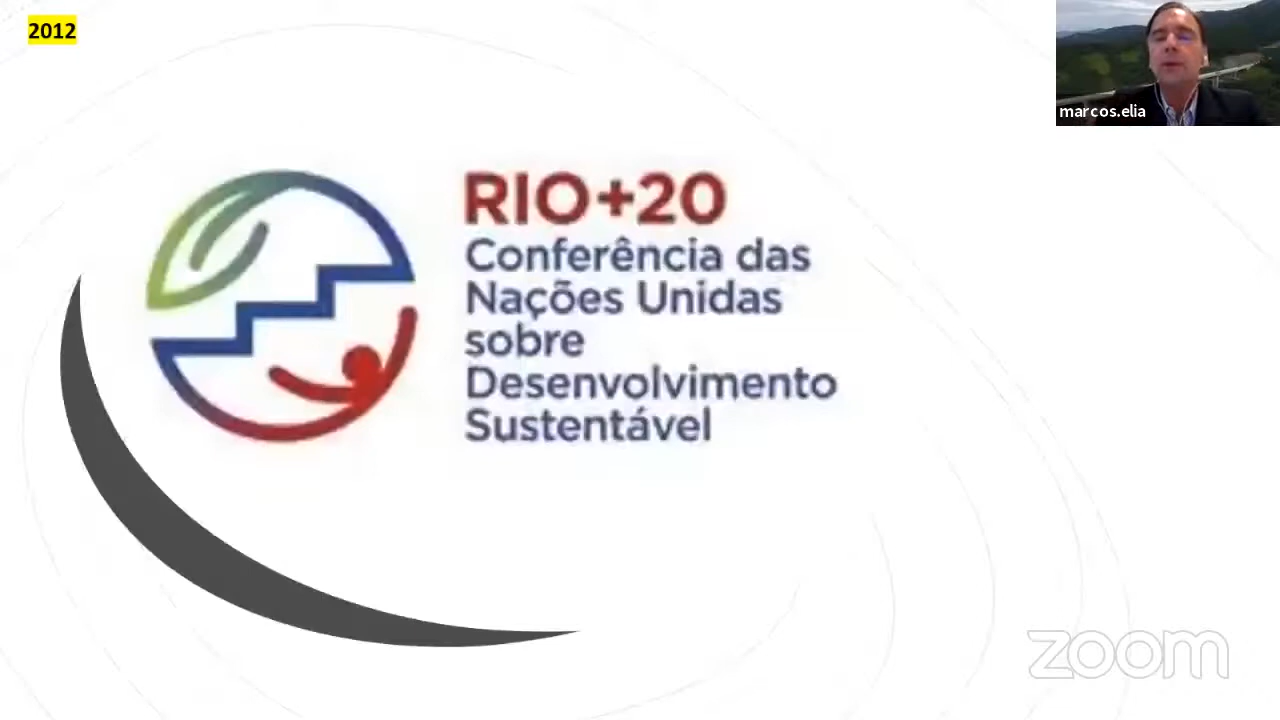 2012
marcos.elia
RIO+20
Conferência das
Nações Unidas
sobre
Desenvolvimento
Sustentável
zoom